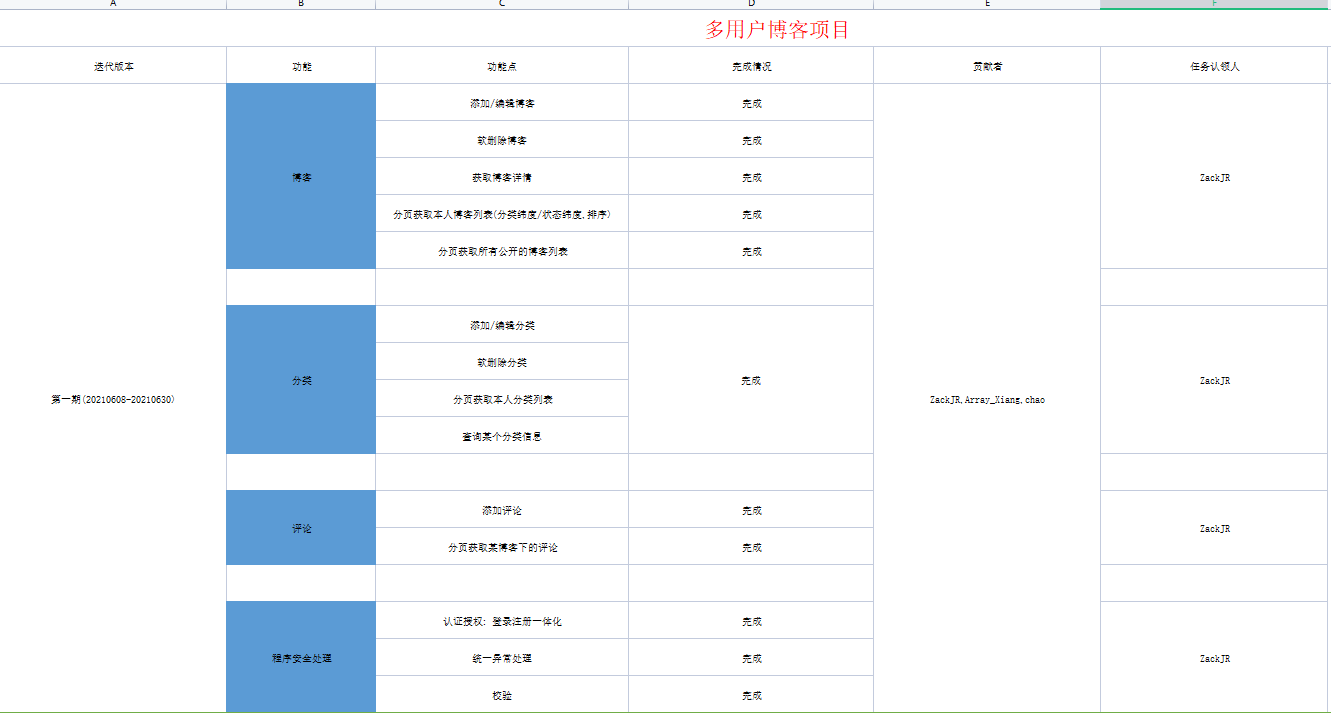 A B C D E F
多用户博客项目
迭代版本 功能 功能点 完成情况 贡献者 任务认领人
添加/编辑博客 完成
软删除博客 完成
博客 获取博客详情 完成 ZackJR
分页获取本人博客列表(分类纬度/状态纬度,排序) 完成
分页获取所有公开的博客列表 完成
添加/编辑分类
软删除分类
分类 完成 ZackJR
第一期(20210608-20210630) 分页获取本人分类列表 ZackJR,Array_Xiang,chao
查询某个分类信息
添加评论 完成
评论 ZackJR
分页获取某博客下的评论 完成
认证授权: 登录注册一体化 完成
程序安全处理 统一异常处理 完成 ZackJR
校验 完成